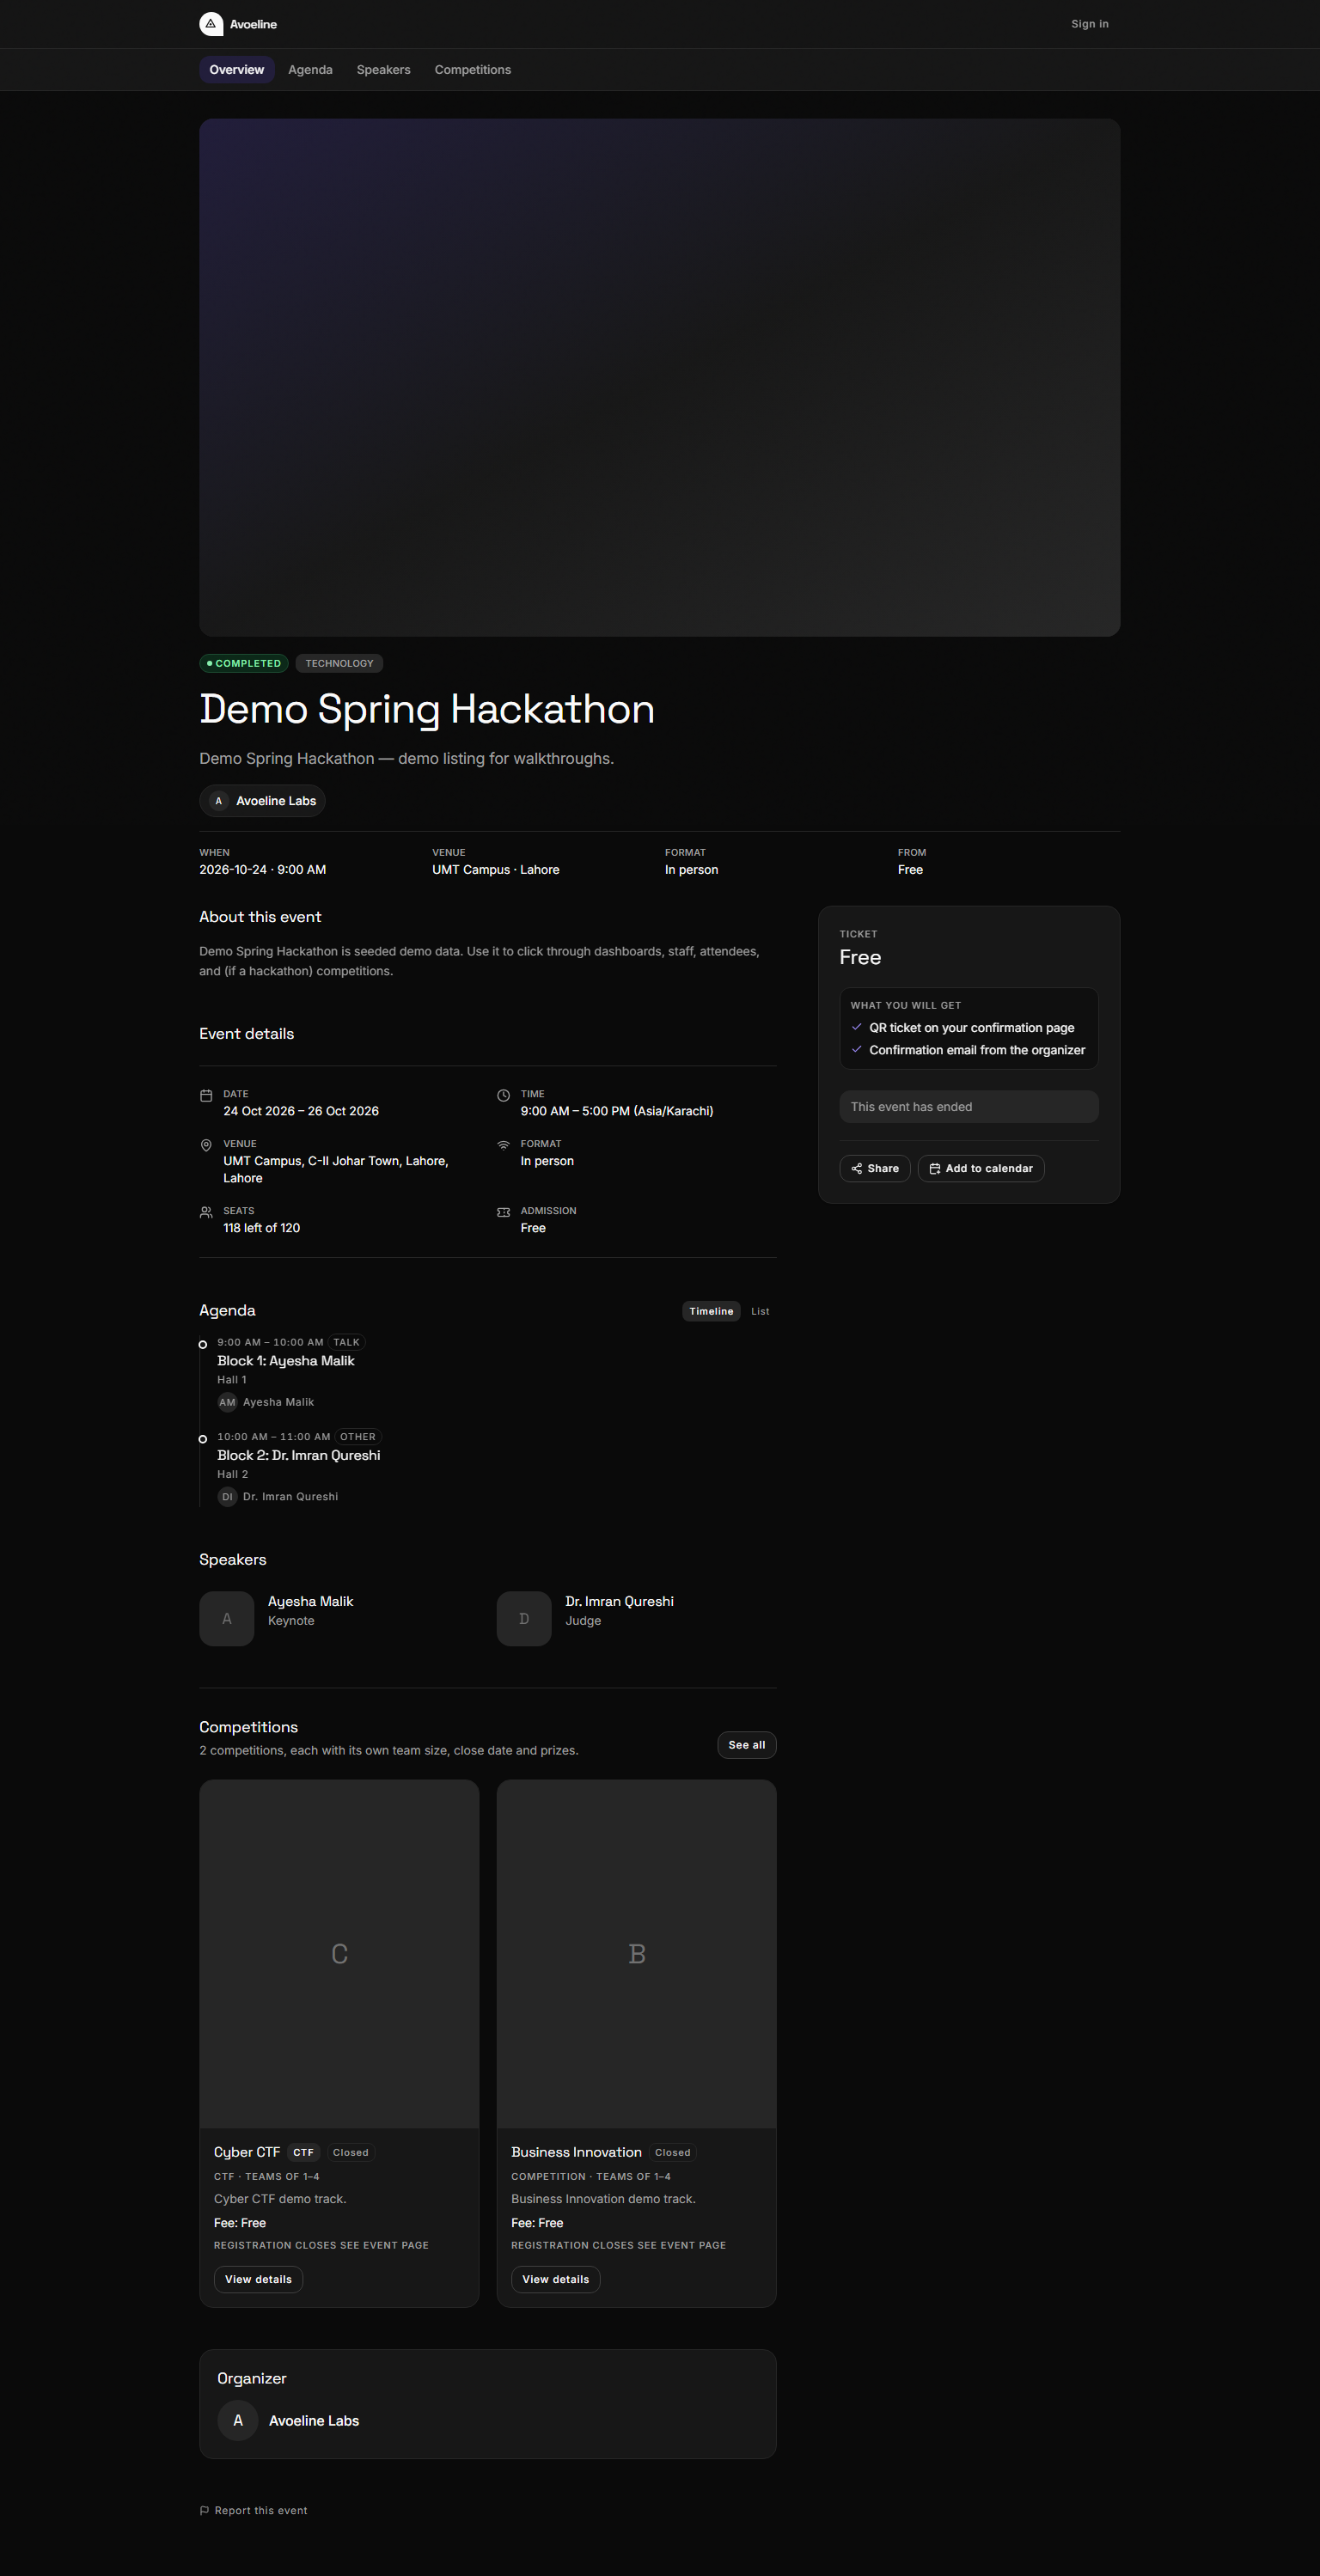 Avoeline
Sign in
Overview
Agenda
Speakers
Competitions
COMPLETED
TECHNOLOGY
Demo Spring Hackathon
Demo Spring Hackathon — demo listing for walkthroughs.
A
Avoeline Labs
WHEN
2026-10-24 · 9:00 AM
VENUE
UMT Campus · Lahore
FORMAT
In person
FROM
Free
About this event
Demo Spring Hackathon is seeded demo data. Use it to click through dashboards, staff, attendees,
and (if a hackathon) competitions.
Event details
DATE
24 Oct 2026 – 26 Oct 2026
TIME
9:00 AM – 5:00 PM (Asia/Karachi)
VENUE
UMT Campus, C-II Johar Town, Lahore,
Lahore
FORMAT
In person
SEATS
118 left of 120
ADMISSION
Free
TICKET
Free
WHAT YOU WILL GET
QR ticket on your confirmation page
Confirmation email from the organizer
This event has ended
Share
Add to calendar
Agenda
Timeline
List
9:00 AM – 10:00 AM TALK
Block 1: Ayesha Malik
Hall 1
AM Ayesha Malik
10:00 AM – 11:00 AM OTHER
Block 2: Dr. Imran Qureshi
Hall 2
DI Dr. Imran Qureshi
Speakers
A
Ayesha Malik
Keynote
D
Dr. Imran Qureshi
Judge
Competitions
2 competitions, each with its own team size, close date and prizes.
See all
C
Cyber CTF CTF Closed
CTF · TEAMS OF 1–4
Cyber CTF demo track.
Fee: Free
REGISTRATION CLOSES SEE EVENT PAGE
View details
B
Business Innovation Closed
COMPETITION · TEAMS OF 1–4
Business Innovation demo track.
Fee: Free
REGISTRATION CLOSES SEE EVENT PAGE
View details
Organizer
A
Avoeline Labs
Report this event